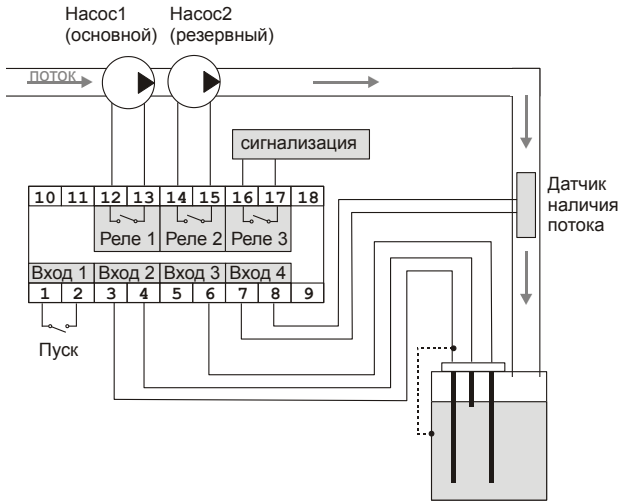 Насос1 Насос2
(основной) (резервный)
поток
сигнализация
10 11 12 13 14 15 16 17 18
Реле 1 Реле 2 Реле 3
Датчик
наличия
потока
Вход 1 Вход 2 Вход 3 Вход 4
1 2 3 4 5 6 7 8 9
Пуск